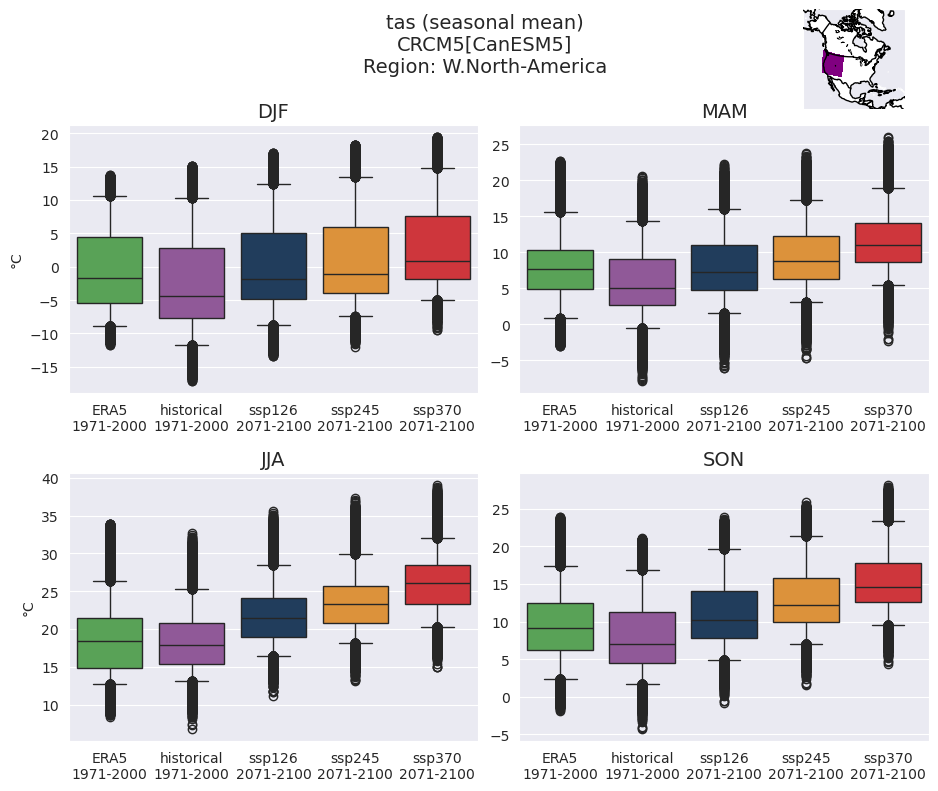 tas (seasonal mean)
CRCM5[CanESM5]
Region: W.North-America
DJF
MAM
°C
20
15
10
5
0
−5
−10
−15
25
20
15
10
5
0
−5
ERA5 historical ssp126 ssp245 ssp370
1971-2000 1971-2000 2071-2100 2071-2100 2071-2100
ERA5 historical ssp126 ssp245 ssp370
1971-2000 1971-2000 2071-2100 2071-2100 2071-2100
JJA
SON
°C
40
35
30
25
20
15
10
25
20
15
10
5
0
−5
ERA5 historical ssp126 ssp245 ssp370
1971-2000 1971-2000 2071-2100 2071-2100 2071-2100
ERA5 historical ssp126 ssp245 ssp370
1971-2000 1971-2000 2071-2100 2071-2100 2071-2100